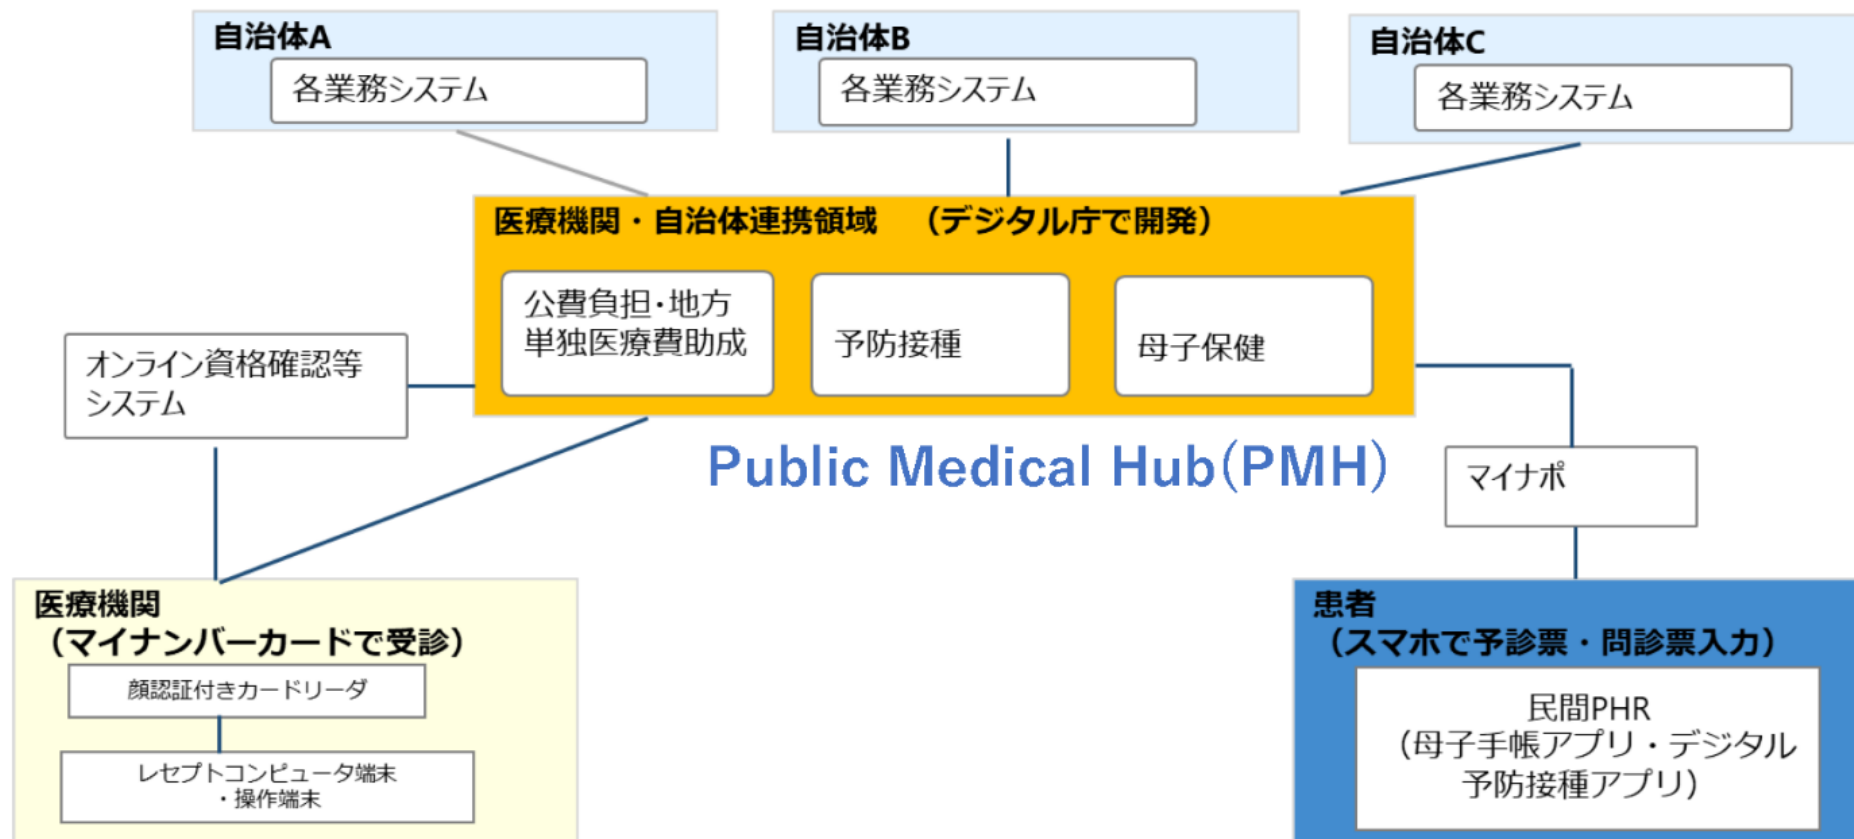 自治体A
各業務システム
自治体B
各業務システム
自治体C
各業務システム
医療機関・自治体連携領域　（デジタル庁で開発）
公費負担・地方
単独医療費助成
予防接種
母子保健
オンライン資格確認等
システム
Public Medical Hub(PMH)
マイナポ
医療機関
（マイナンバーカードで受診）
顔認証付きカードリーダ
レセプトコンピュータ端末
・操作端末
患者
（スマホで予診票・問診票入力）
民間PHR
（母子手帳アプリ・デジタル
予防接種アプリ）